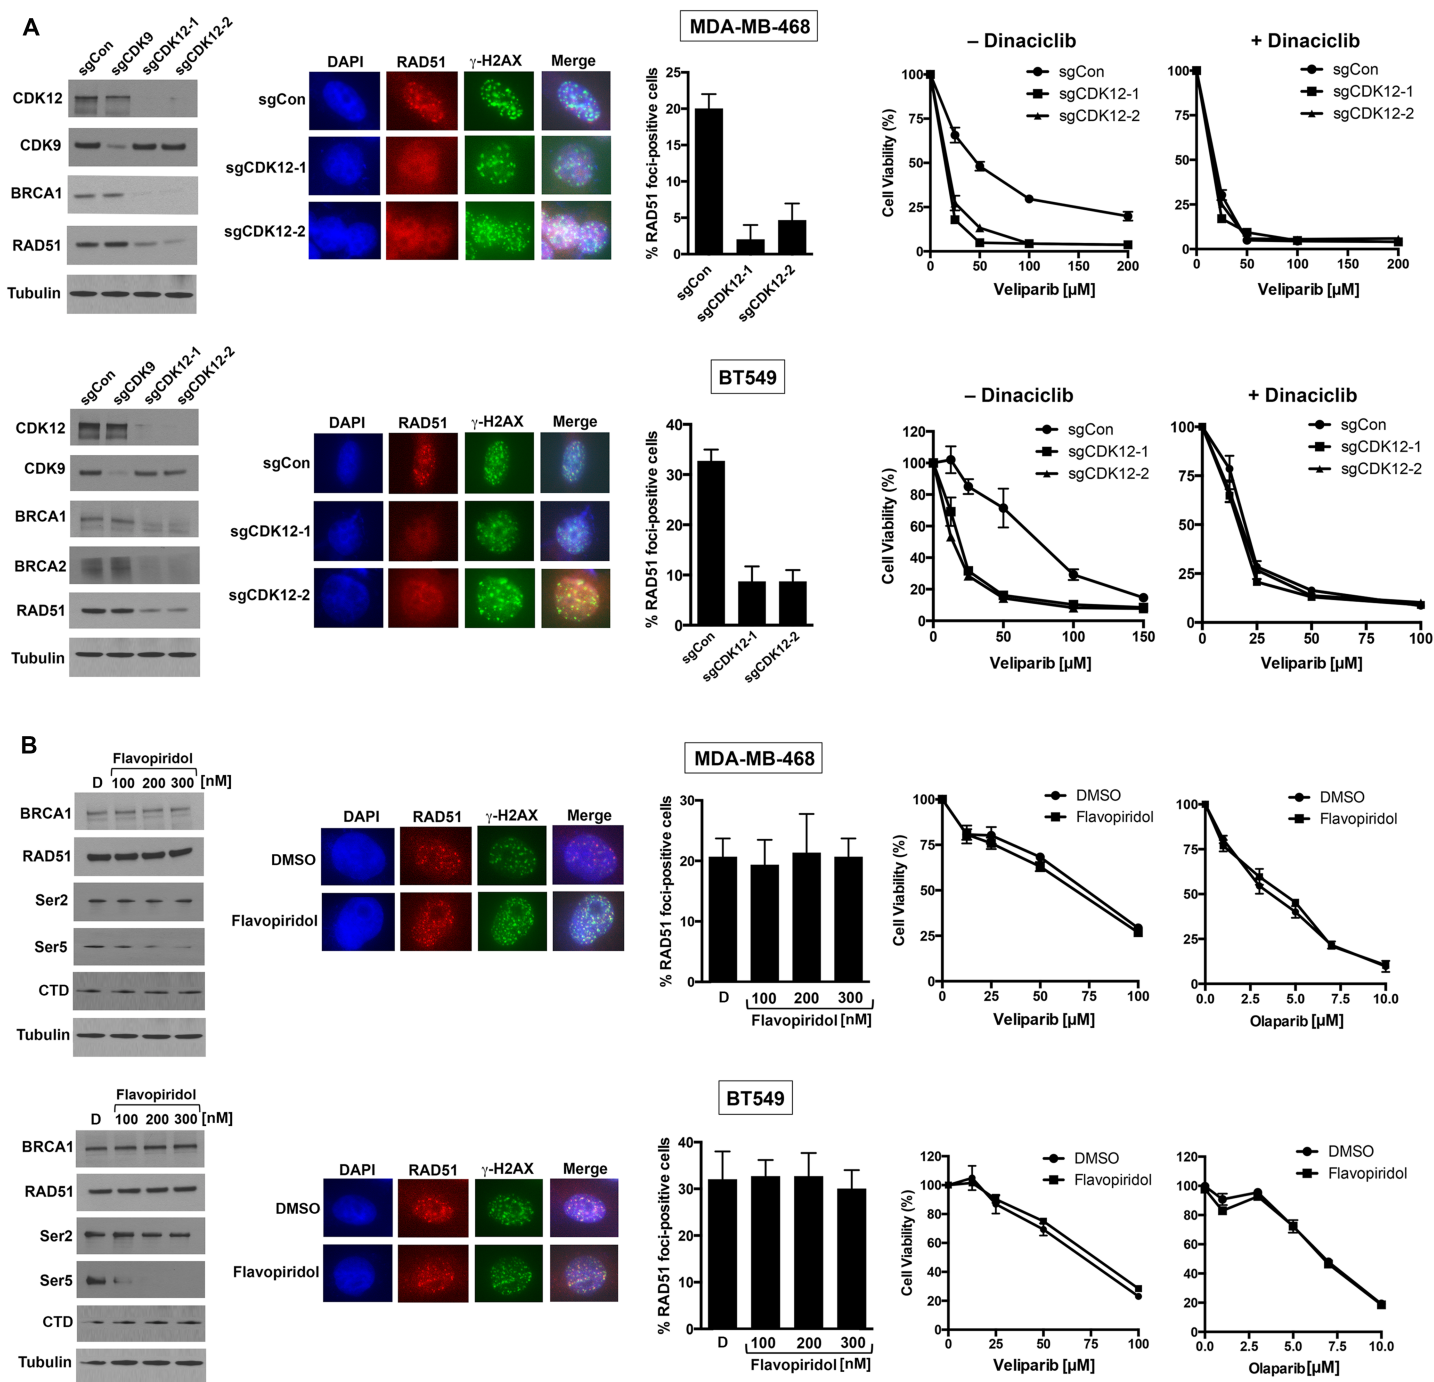 A
sgCon
sgCDK9
sgCDK12-1
sgCDK12-2
CDK12
CDK9
BRCA1
RAD51
Tubulin
DAPI RAD51 γ-H2AX Merge
sgCon
sgCDK12-1
sgCDK12-2
MDA-MB-468
% RAD51 foci-positive cells
25
20
15
10
5
0
sgCon
sgCDK12-1
sgCDK12-2
– Dinaciclib
sgCon
sgCDK12-1
sgCDK12-2
Cell Viability (%)
100
75
50
25
0
0 50 100 150 200
Veliparib [µM]
+ Dinaciclib
sgCon
sgCDK12-1
sgCDK12-2
100
75
50
25
0
0 50 100 150 200
Veliparib [µM]
sgCon
sgCDK9
sgCDK12-1
sgCDK12-2
CDK12
CDK9
BRCA1
BRCA2
RAD51
Tubulin
DAPI RAD51 γ-H2AX Merge
sgCon
sgCDK12-1
sgCDK12-2
BT549
% RAD51 foci-positive cells
40
30
20
10
0
sgCon
sgCDK12-1
sgCDK12-2
– Dinaciclib
sgCon
sgCDK12-1
sgCDK12-2
Cell Viability (%)
120
100
80
60
40
20
0
0 50 100 150
Veliparib [µM]
+ Dinaciclib
sgCon
sgCDK12-1
sgCDK12-2
100
75
50
25
0
0 25 50 75 100
Veliparib [µM]
B
Flavopiridol
D 100 200 300 [nM]
BRCA1
RAD51
Ser2
Ser5
CTD
Tubulin
DAPI RAD51 γ-H2AX Merge
DMSO
Flavopiridol
MDA-MB-468
% RAD51 foci-positive cells
30
20
10
0
D 100 200 300
Flavopiridol [nM]
DMSO
Flavopiridol
Cell Viability (%)
100
75
50
25
0
0 25 50 75 100
Veliparib [µM]
DMSO
Flavopiridol
100
75
50
25
0
0.0 2.5 5.0 7.5 10.0
Olaparib [µM]
Flavopiridol
D 100 200 300 [nM]
BRCA1
RAD51
Ser2
Ser5
CTD
Tubulin
DAPI RAD51 γ-H2AX Merge
DMSO
Flavopiridol
BT549
% RAD51 foci-positive cells
40
30
20
10
0
D 100 200 300
Flavopiridol [nM]
DMSO
Flavopiridol
Cell Viability (%)
120
100
80
60
40
20
0
0 25 50 75 100
Veliparib [µM]
DMSO
Flavopiridol
120
100
80
60
40
20
0
0.0 2.5 5.0 7.5 10.0
Olaparib[µM]